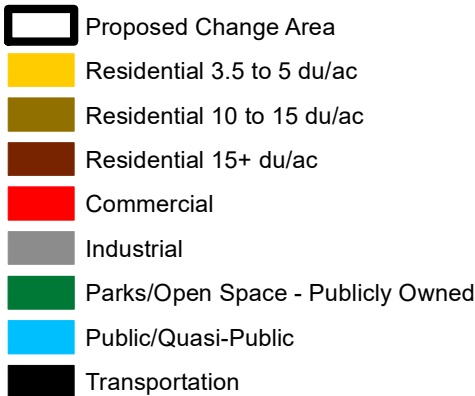 Proposed Change Area
Residential 3.5 to 5 du/ac
Residential 10 to 15 du/ac
Residential 15+ du/ac
Commercial
Industrial
Parks/Open Space - Publicly Owned
Public/Quasi-Public
Transportation